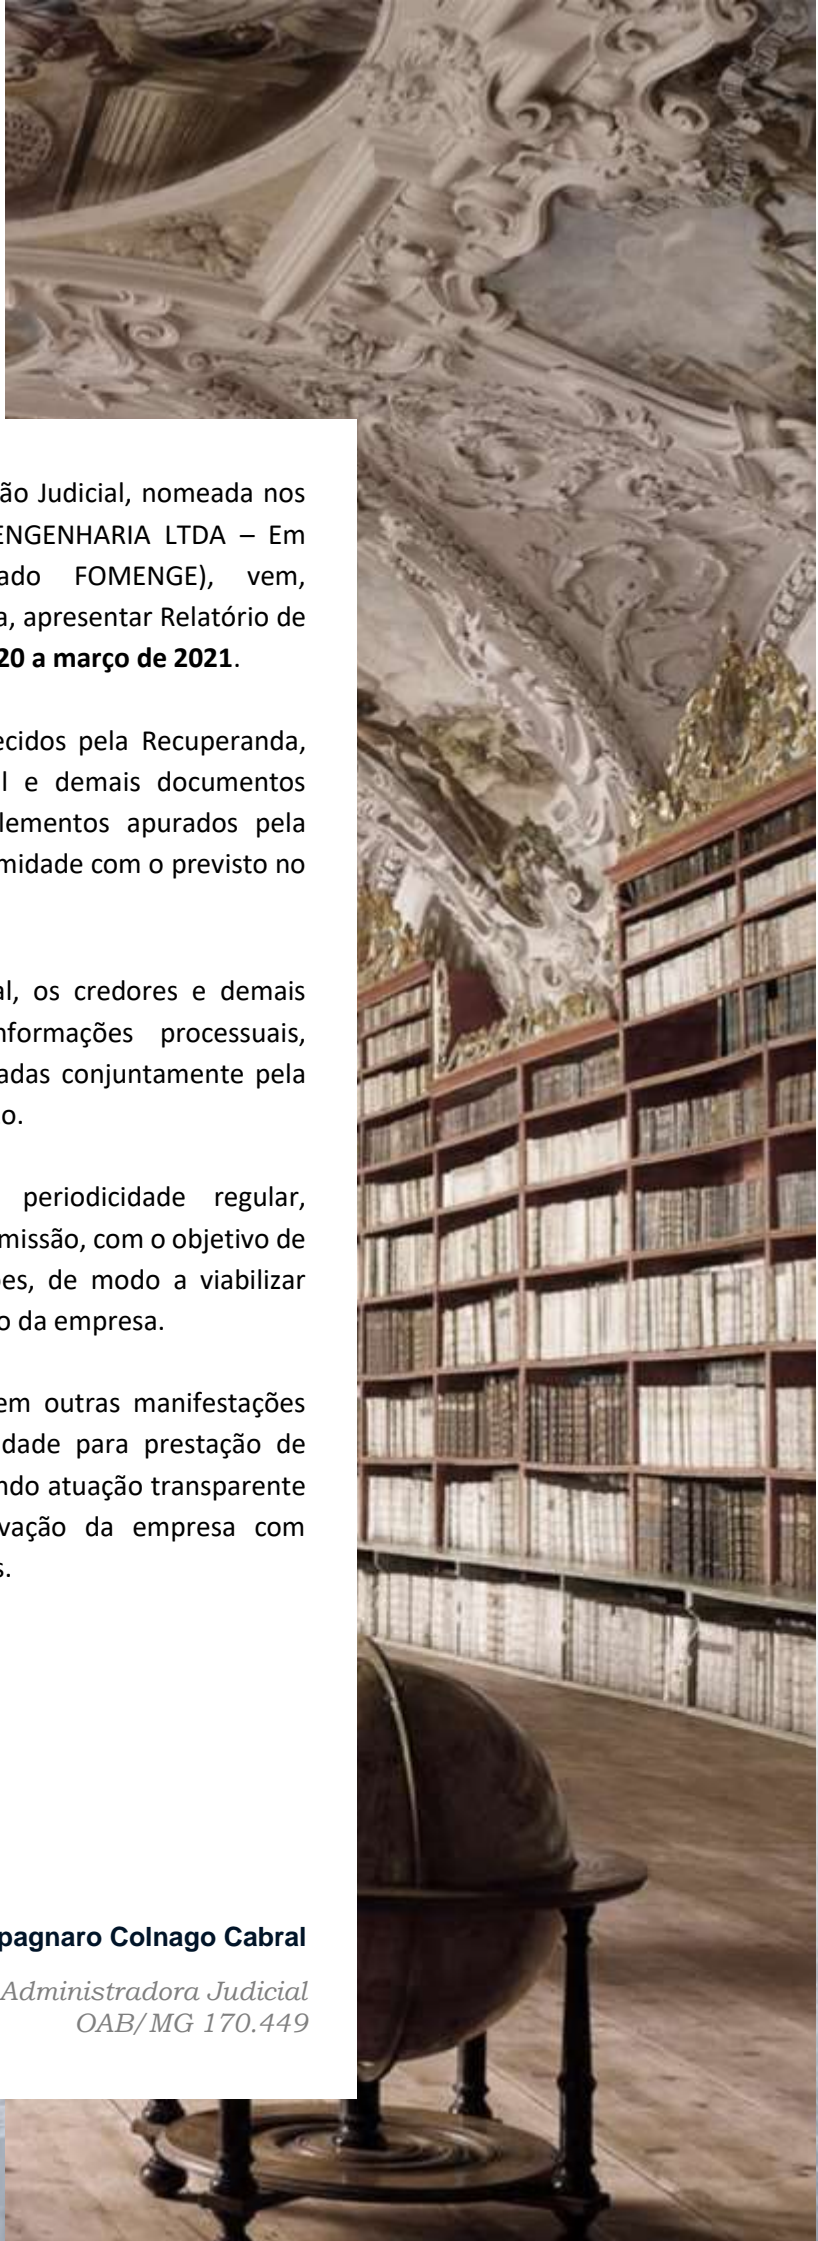 ão Judicial, nomeada nos
ENGENHARIA LTDA – Em
ado FOMENGE), vem,
a, apresentar Relatório de
20 a março de 2021.
ecidos pela Recuperanda,
l e demais documentos
lementos apurados pela
midade com o previsto no
al, os credores e demais
nformações processuais,
adas conjuntamente pela
o.
periodicidade regular,
missão, com o objetivo de
ões, de modo a viabilizar
o da empresa.
em outras manifestações
dade para prestação de
ndo atuação transparente
vação da empresa com
s.
pagnaro Colnago Cabral
Administradora Judicial
OAB/MG 170.449